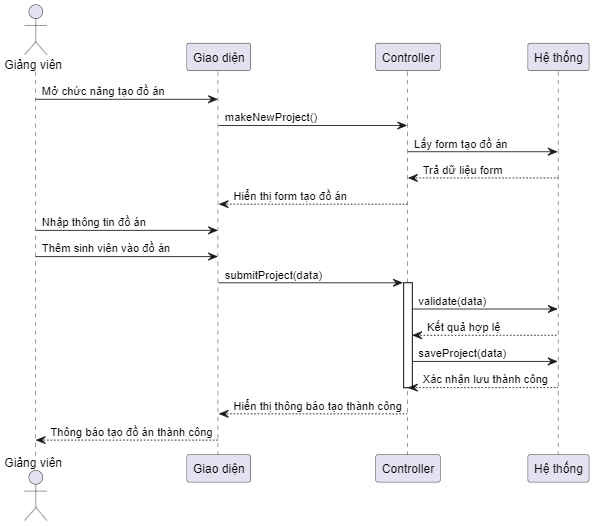 Giảng viên
Giao diện
Controller
Hệ thống
Mở chức năng tạo đồ án
makeNewProject()
Lấy form tạo đồ án
Trả dữ liệu form
Hiển thị form tạo đồ án
Nhập thông tin đồ án
Thêm sinh viên vào đồ án
submitProject(data)
validate(data)
Kết quả hợp lệ
saveProject(data)
Xác nhận lưu thành công
Hiển thị thông báo tạo thành công
Thông báo tạo đồ án thành công
Giảng viên
Giao diện
Controller
Hệ thống